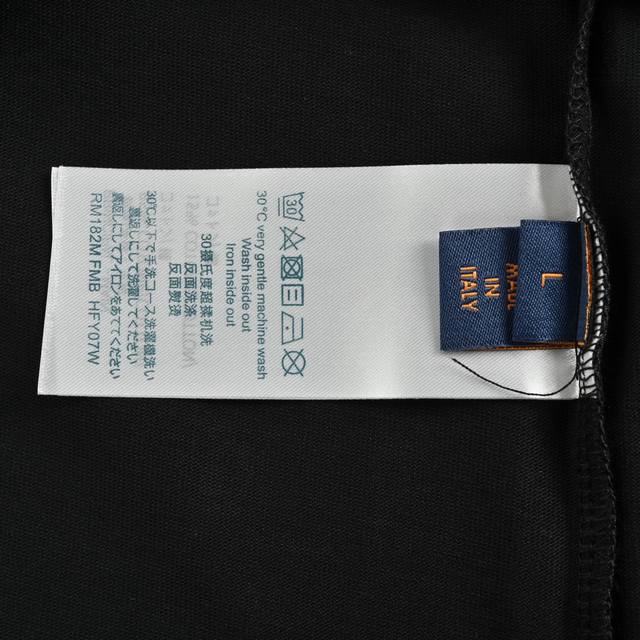 30°C very gentle machine wash
Wash inside out
Iron inside out
30摄氏度超揉机洗
反面洗涤
反面熨烫
30℃以下で手洗コース洗濯機洗い
裏返しにして洗濯してください
裏返しにしてアイロンをあててください
RM182M FMB HFY07W
L
MADE
IN
ITALY